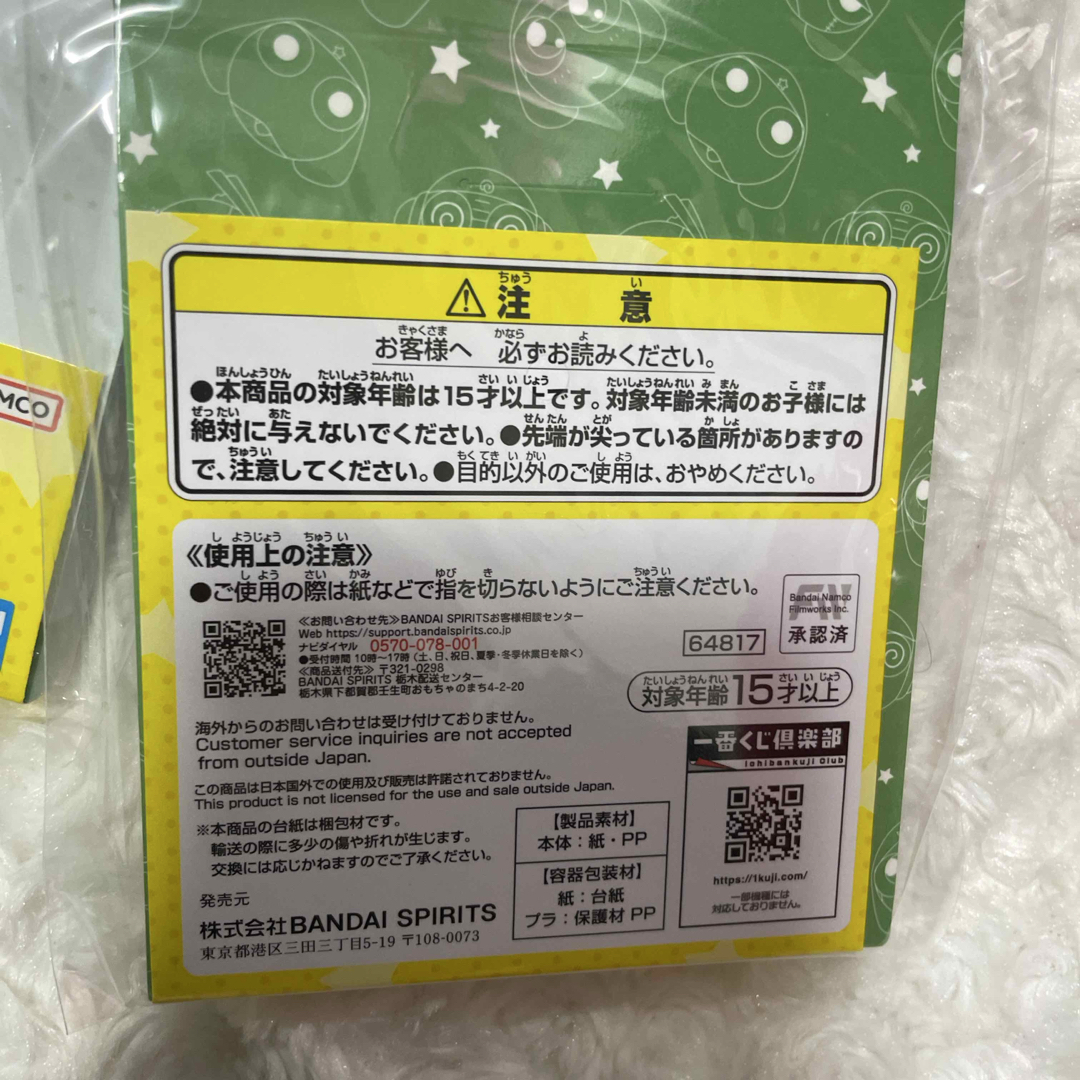 ⚠注意
お客様へ 必ずお読みください。
●本商品の対象年齢は15才以上です。対象年齢未満のお子様には
絶対に与えないでください。●先端が尖っている箇所がありますの
で、注意してください。●目的以外のご使用は、おやめください。
《使用上の注意》
●ご使用の際は紙などで指を切らないようにご注意ください。
≪お問い合わせ先≫BANDAI SPIRITSお客様相談センター
Web https://support.bandaispirits.co.jp
ナビダイヤル 0570-078-001
●受付時間 10時~17時 (土、日、祝日、夏季・冬季休業日を除く)
≪商品送付先≫ 〒321-0298
BANDAI SPIRITS 栃木配送センター
栃木県下都賀郡壬生町おもちゃのまち4-2-20
Bandai Namco
Filmworks Inc.
承認済
64817
対象年齢15才以上
海外からのお問い合わせは受け付けておりません。
Customer service inquiries are not accepted
from outside Japan.
この商品は日本国外での使用及び販売は許諾されておりません。
This product is not licensed for the use and sale outside Japan.
※本商品の台紙は梱包材です。
輸送の際に多少の傷や折れが生じます。
交換には応じかねますのでご了承ください。
発売元
株式会社BANDAI SPIRITS
東京都港区三田三丁目5-19 〒108-0073
【製品素材】
本体:紙・PP
【容器包装材】
紙:台紙
プラ:保護材 PP
一番くじ倶楽部
Ichibankuji Club
https://1kuji.com/
一部機種には
対応しておりません。
MCO